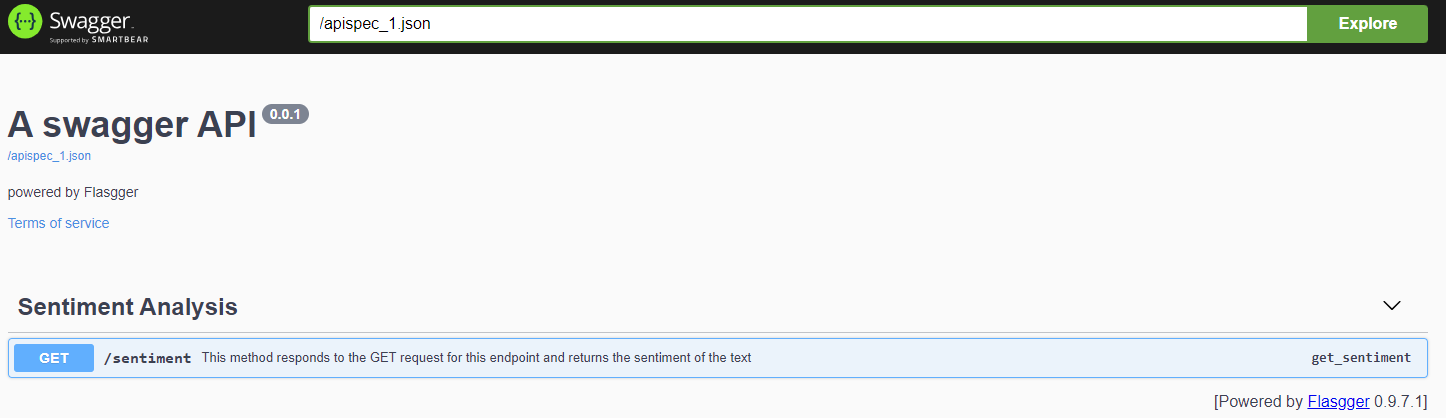 Swagger.
Supported by SMARTBEAR
/apispec_1.json
Explore
A swagger API 0.0.1
/apispec_1.json
powered by Flasgger
Terms of service
Sentiment Analysis
GET /sentiment This method responds to the GET request for this endpoint and returns the sentiment of the text get_sentiment
[Powered by Flasgger 0.9.7.1]